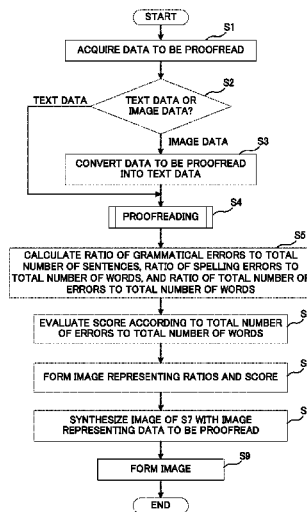 START
S1
ACQUIRE DATA TO BE PROOFREAD
S2
TEXT DATA
TEXT DATA OR
IMAGE DATA?
IMAGE DATA
S3
CONVERT DATA TO BE PROOFREAD
INTO TEXT DATA
S4
PROOFREADING
S5
CALCULATE RATIO OF GRAMMATICAL ERRORS TO TOTAL
NUMBER OF SENTENCES, RATIO OF SPELLING ERRORS TO
TOTAL NUMBER OF WORDS, AND RATIO OF TOTAL NUMBER OF
ERRORS TO TOTAL NUMBER OF WORDS
S
EVALUATE SCORE ACCORDING TO TOTAL NUMBER
OF ERRORS TO TOTAL NUMBER OF WORDS
S
FORM IMAGE REPRESENTING RATIOS AND SCORE
S
SYNTHESIZE IMAGE OF S7 WITH IMAGE
REPRESENTING DATA TO BE PROOFREAD
S9
FORM IMAGE
END